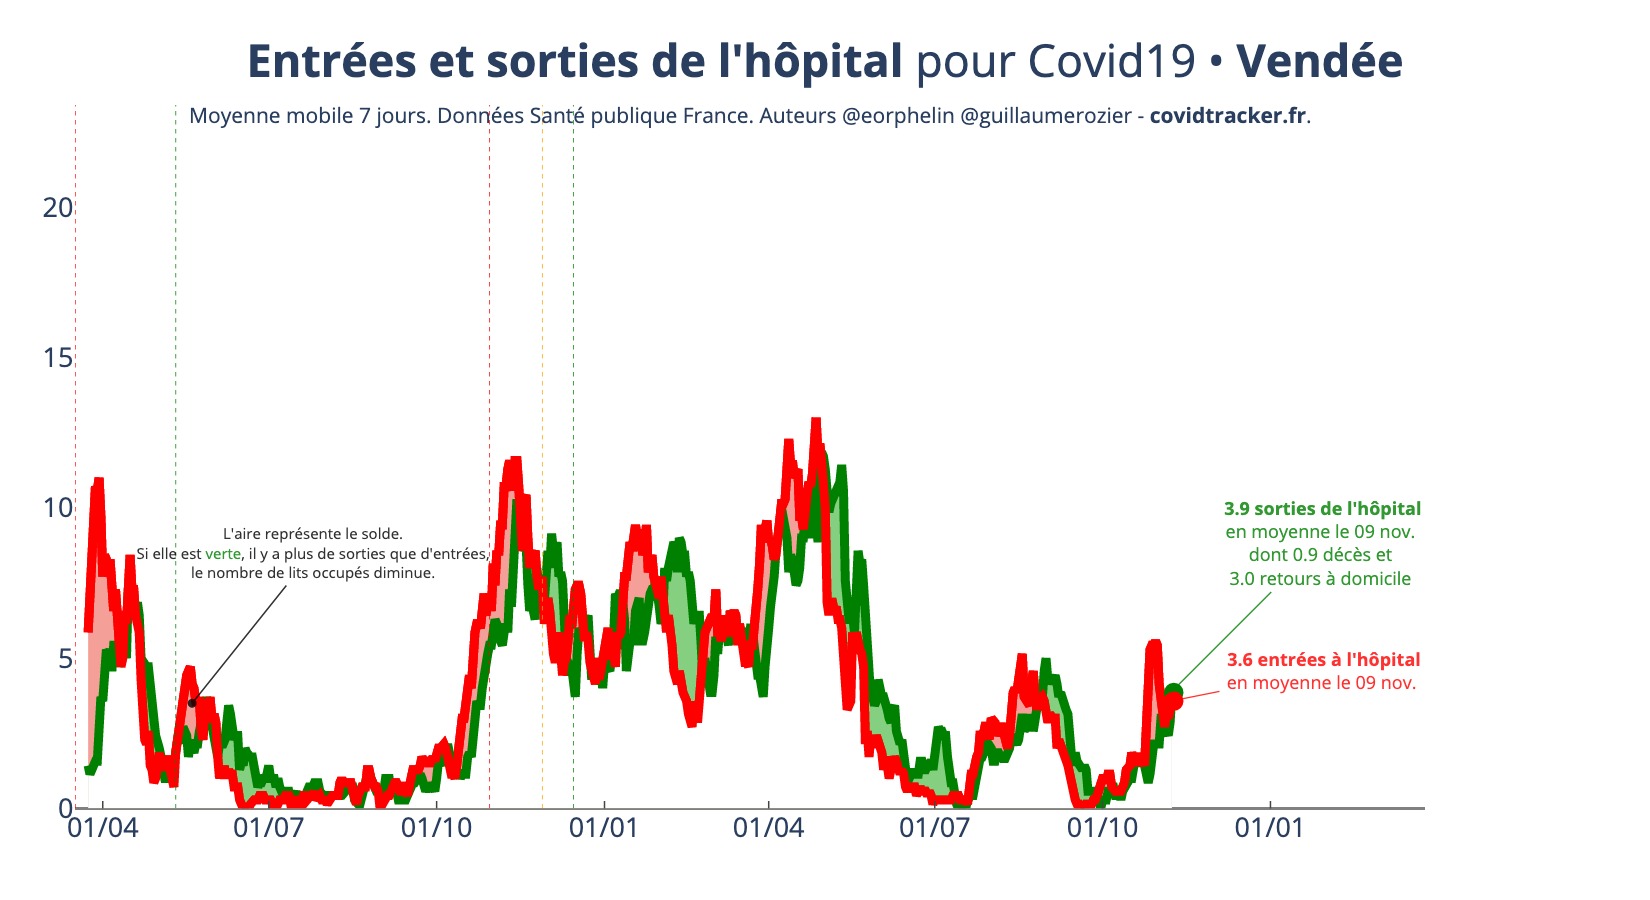 Entrées et sorties de l'hôpital pour Covid19 • Vendée
Moyenne mobile 7 jours. Données Santé publique France. Auteurs @eorphelin @guillaumerozier - covidtracker.fr.
20
15
10
5
0
L'aire représente le solde.
Si elle est verte, il y a plus de sorties que d'entrées,
le nombre de lits occupés diminue.
3.9 sorties de l'hôpital
en moyenne le 09 nov.
dont 0.9 décès et
3.0 retours à domicile
3.6 entrées à l'hôpital
en moyenne le 09 nov.
01/04 01/07 01/10 01/01 01/04 01/07 01/10 01/01